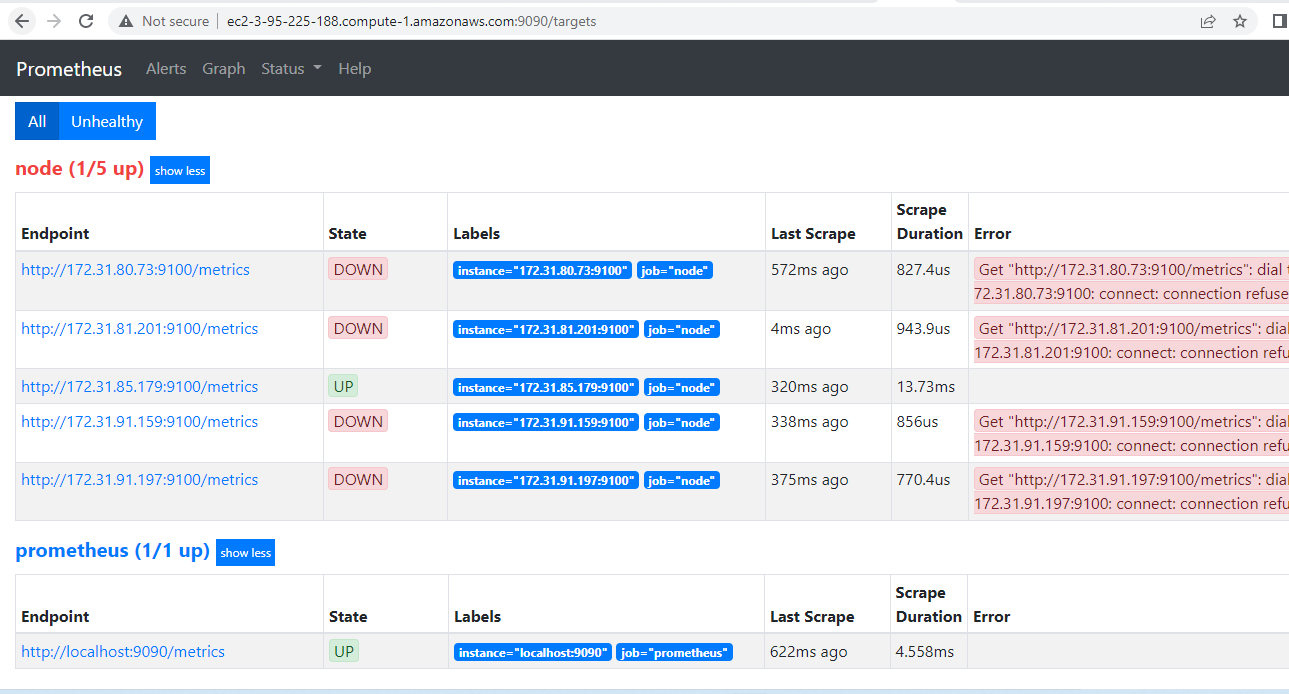 Not secure | ec2-3-95-225-188.compute-1.amazonaws.com:9090/targets
Prometheus Alerts Graph Status Help
All Unhealthy
node (1/5 up) show less
Endpoint State Labels Last Scrape Scrape Duration Error
http://172.31.80.73:9100/metrics DOWN instance="172.31.80.73:9100" job="node" 572ms ago 827.4us Get "http://172.31.80.73:9100/metrics": dial
72.31.80.73:9100: connect: connection refuse
http://172.31.81.201:9100/metrics DOWN instance="172.31.81.201:9100" job="node" 4ms ago 943.9us Get "http://172.31.81.201:9100/metrics": dial
172.31.81.201:9100: connect: connection refu
http://172.31.85.179:9100/metrics UP instance="172.31.85.179:9100" job="node" 320ms ago 13.73ms
http://172.31.91.159:9100/metrics DOWN instance="172.31.91.159:9100" job="node" 338ms ago 856us Get "http://172.31.91.159:9100/metrics": dial
172.31.91.159:9100: connect: connection refu
http://172.31.91.197:9100/metrics DOWN instance="172.31.91.197:9100" job="node" 375ms ago 770.4us Get "http://172.31.91.197:9100/metrics": dial
172.31.91.197:9100: connect: connection refu
prometheus (1/1 up) show less
Endpoint State Labels Last Scrape Scrape Duration Error
http://localhost:9090/metrics UP instance="localhost:9090" job="prometheus" 622ms ago 4.558ms